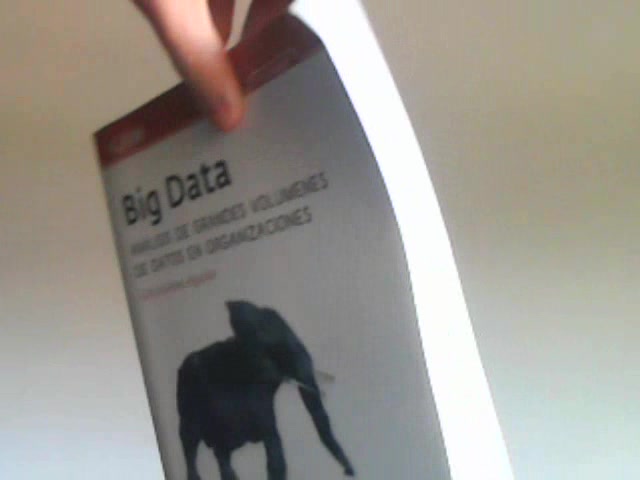 Big Data
ANÁLISIS DE GRANDES VOLÚMENES
DE DATOS EN ORGANIZACIONES